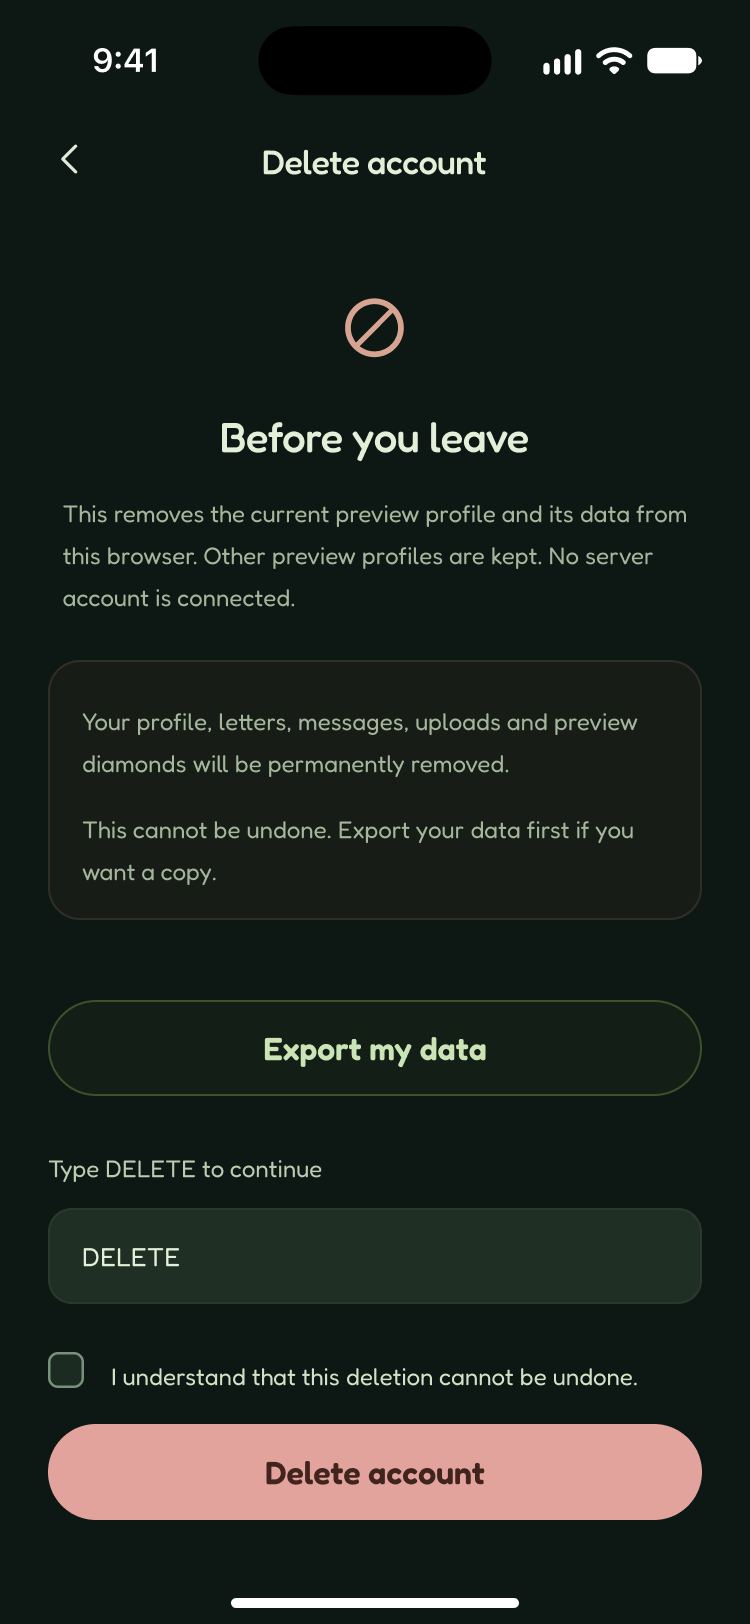 9:41
Delete account
Before you leave
This removes the current preview profile and its data from
this browser. Other preview profiles are kept. No server
account is connected.
Your profile, letters, messages, uploads and preview
diamonds will be permanently removed.
This cannot be undone. Export your data first if you
want a copy.
Export my data
Type DELETE to continue
DELETE
I understand that this deletion cannot be undone.
Delete account